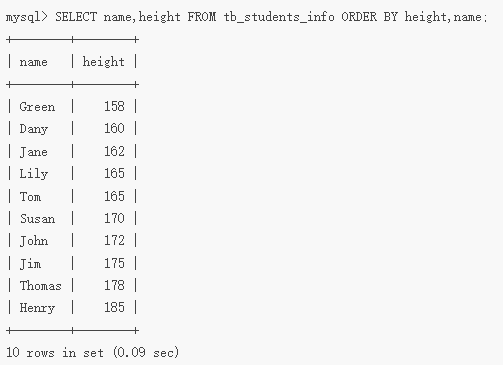 mysql> SELECT name,height FROM tb_students_info ORDER BY height,name;
+--------+--------+
| name   | height |
+--------+--------+
| Green  |    158 |
| Dany   |    160 |
| Jane   |    162 |
| Lily   |    165 |
| Tom    |    165 |
| Susan  |    170 |
| John   |    172 |
| Jim    |    175 |
| Thomas |    178 |
| Henry  |    185 |
+--------+--------+
10 rows in set (0.09 sec)